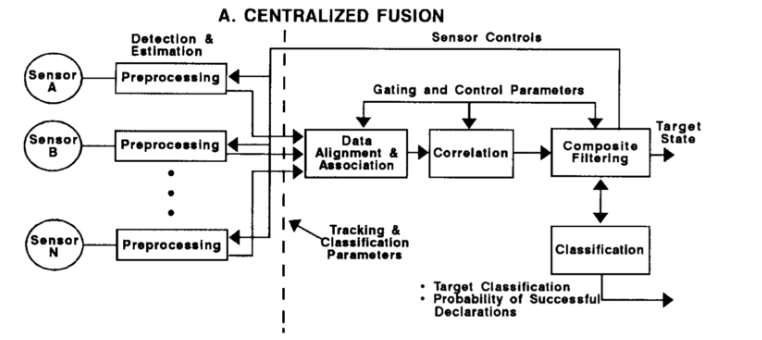 A. CENTRALIZED FUSION
Detection &
Estimation
Sensor Controls
Sensor
A
Preprocessing
Gating and Control Parameters
Sensor
B
Preprocessing
Data
Alignment &
Association
Correlation
Composite
Filtering
Target
State
Sensor
N
Preprocessing
Tracking &
Classification
Parameters
Classification
• Target Classification
• Probability of Successful
Declarations